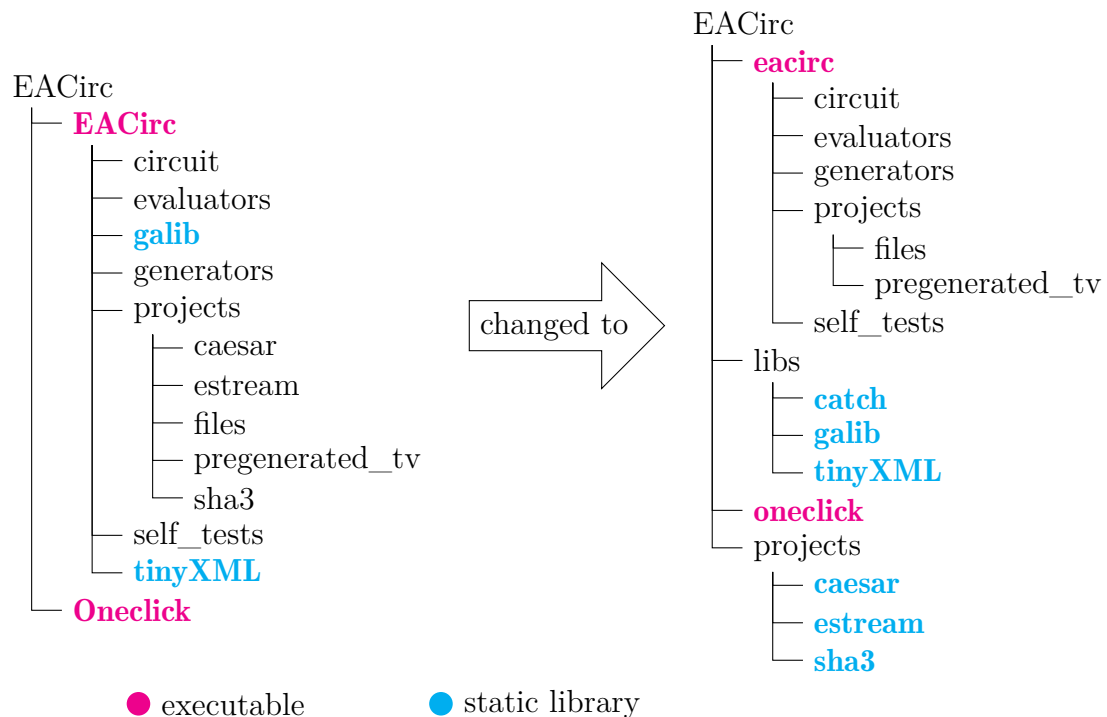 EACirc
EACirc
circuit
evaluators
galib
generators
projects
caesar
estream
files
pregenerated_tv
sha3
self_tests
tinyXML
Oneclick
changed to
EACirc
eacirc
circuit
evaluators
generators
projects
files
pregenerated_tv
self_tests
libs
catch
galib
tinyXML
oneclick
projects
caesar
estream
sha3
executable
static library